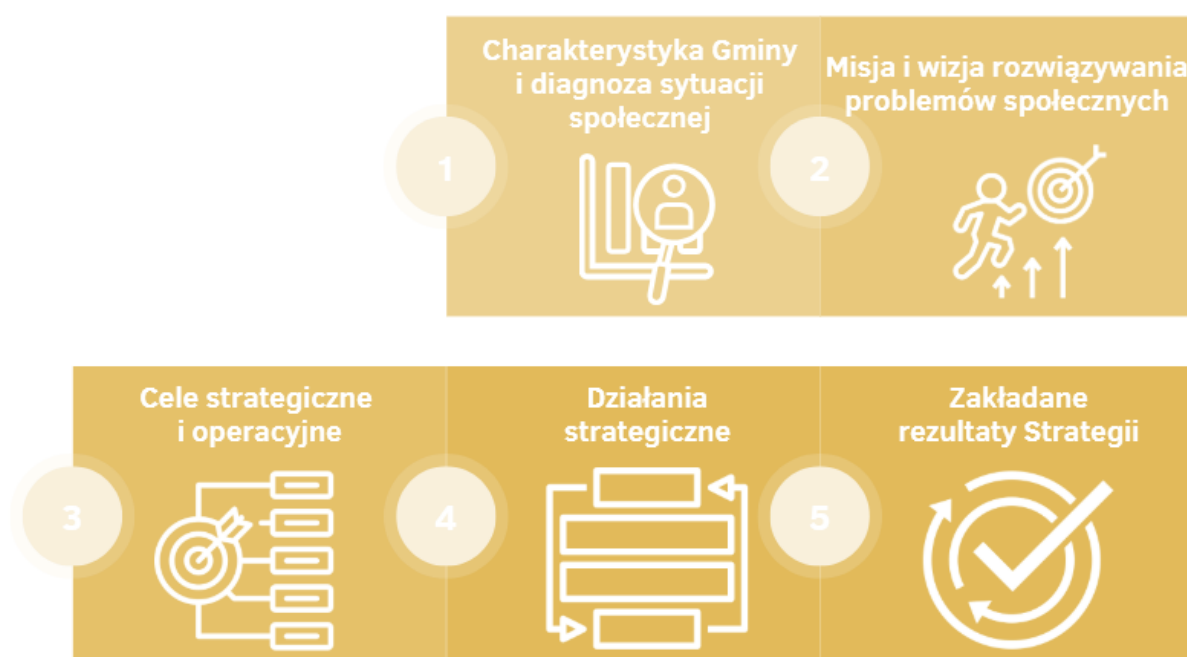 Charakterystyka Gminy
i diagnoza sytuacji
społecznej
1
Misja i wizja rozwiązywania
problemów społecznych
2
Cele strategiczne
i operacyjne
3
Działania
strategiczne
4
Zakładane
rezultaty Strategii
5